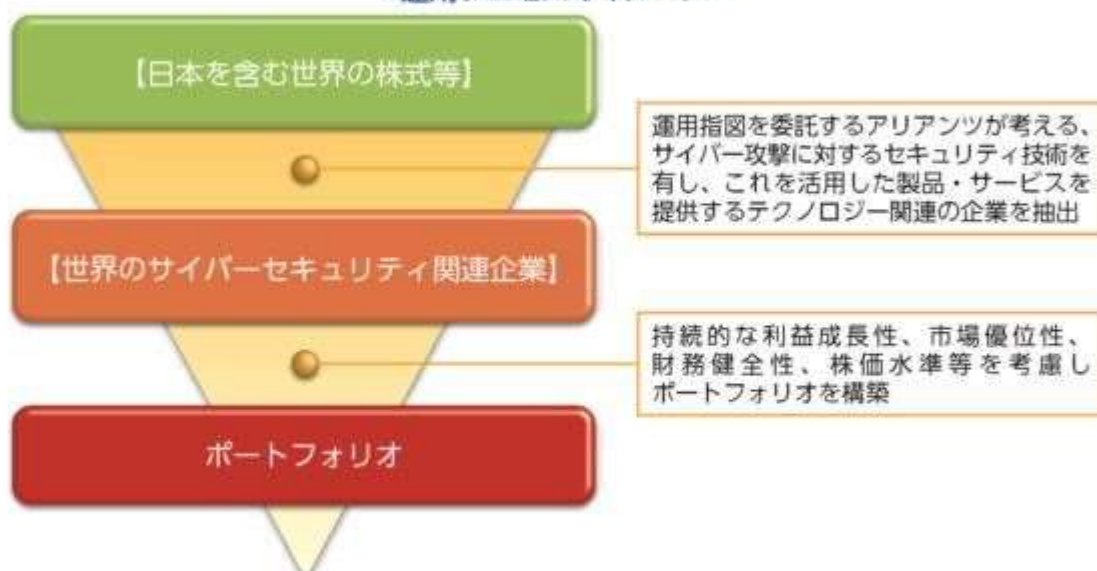 【日本を含む世界の株式等】
運用指図を委託するアリアンツが考える、
サイバー攻撃に対するセキュリティ技術を
有し、これを活用した製品・サービスを
提供するテクノロジー関連の企業を抽出
【世界のサイバーセキュリティ関連企業】
持続的な利益成長性、市場優位性、
財務健全性、株価水準等を考慮し
ポートフォリオを構築
ポートフォリオ